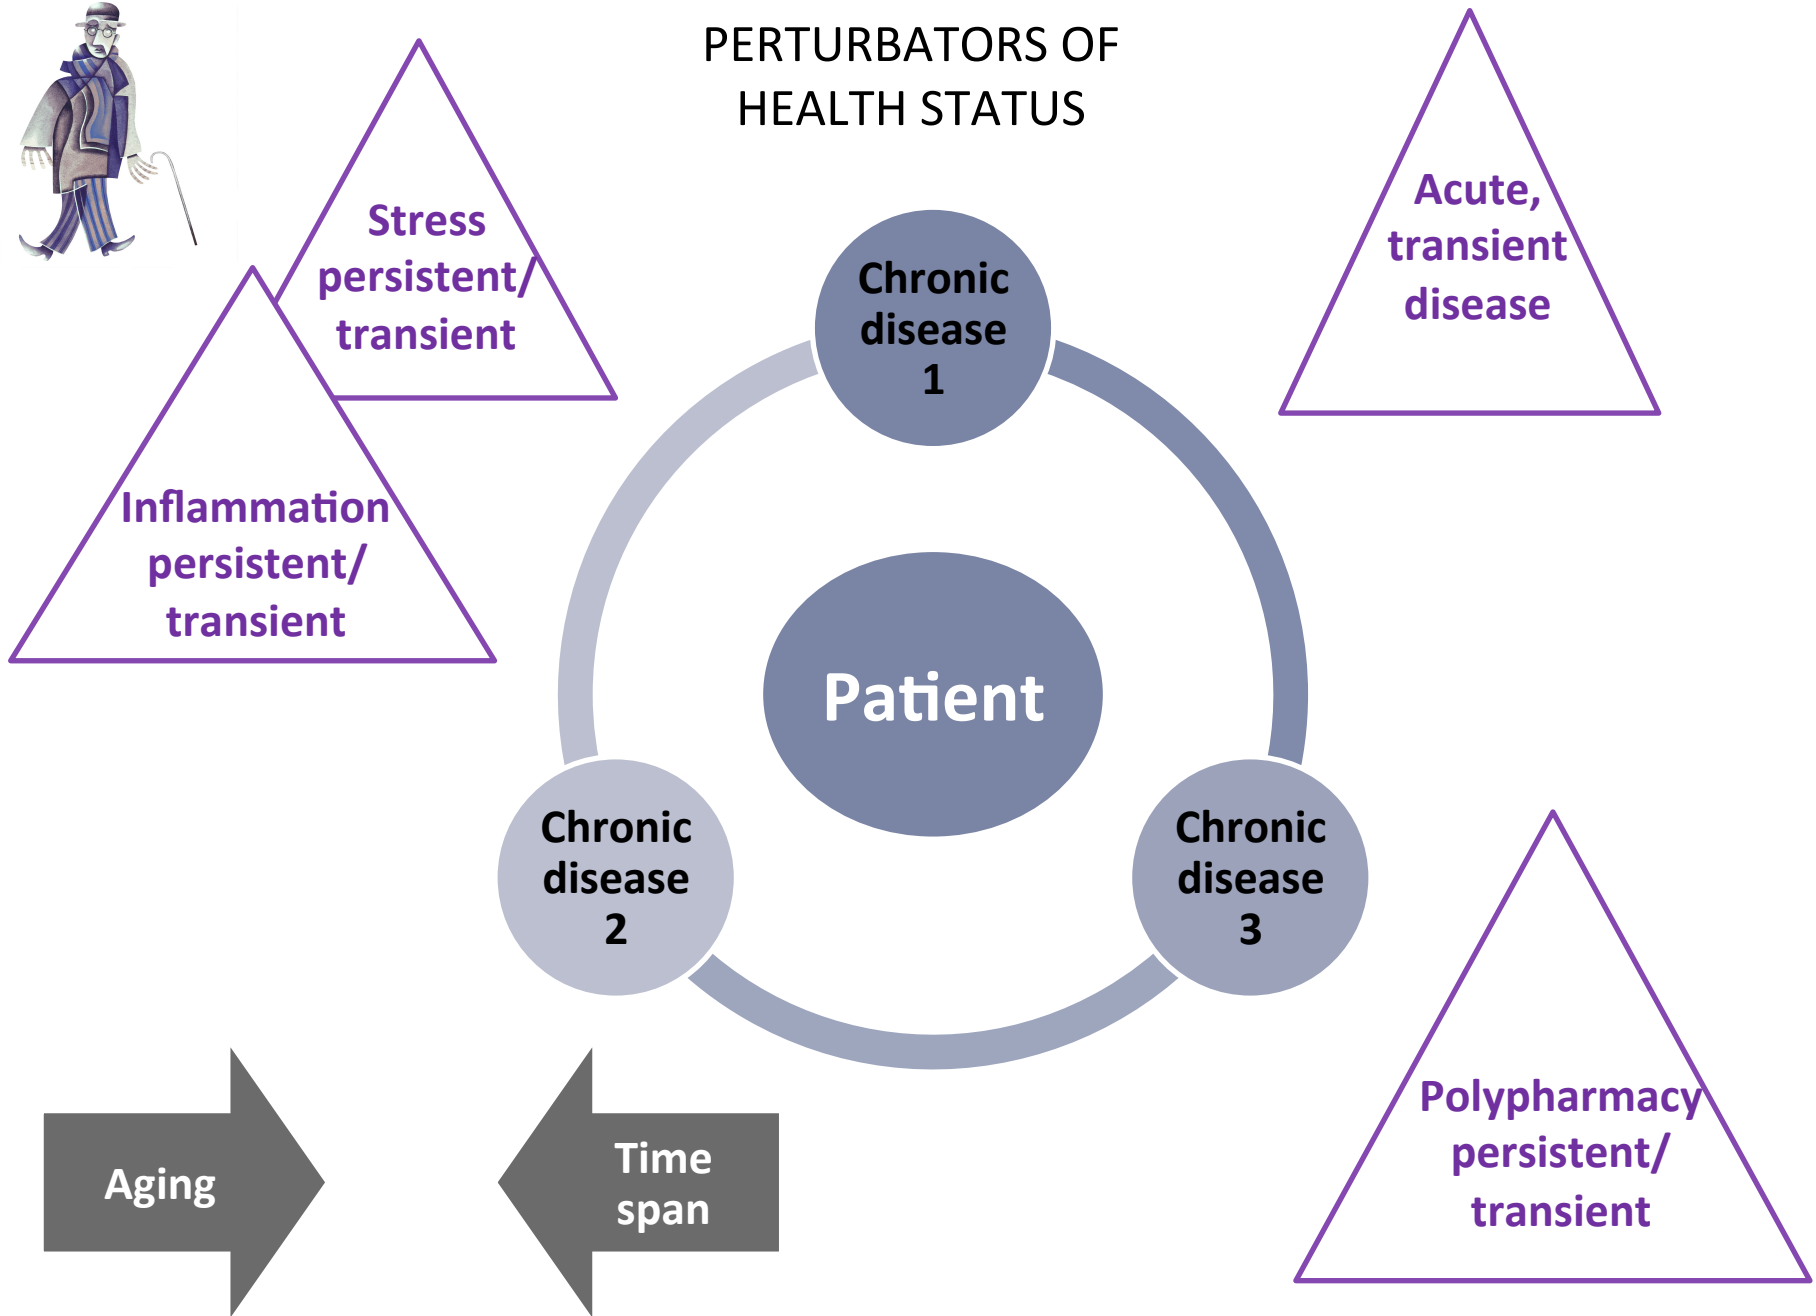 PERTURBATORS OF
HEALTH STATUS
Stress
persistent/
transient
Acute,
transient
disease
Chronic
disease
1
Inflammation
persistent/
transient
Patient
Chronic
disease
2
Chronic
disease
3
Polypharmacy
persistent/
transient
Aging
Time
span